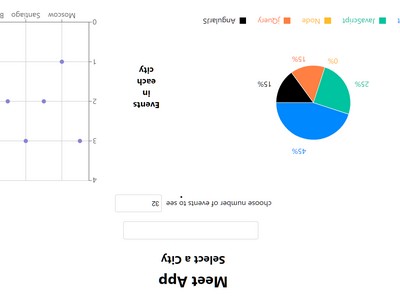 Meet App
Select a City
choose number of events to see 32
45%
25%
15%
0%
15%
Events
in
each
city
4
3
2
1
0
Moscow Santiago
JavaScript Node jQuery AngularJS